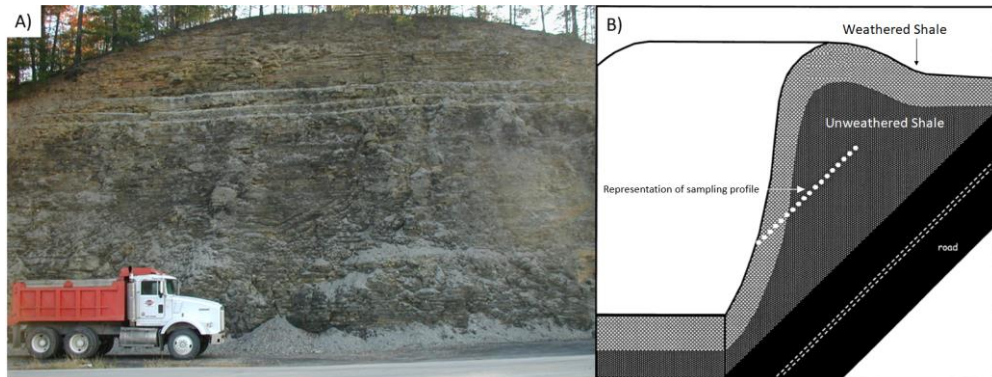 A)
B)
Weathered Shale
Unweathered Shale
Representation of sampling profile
road